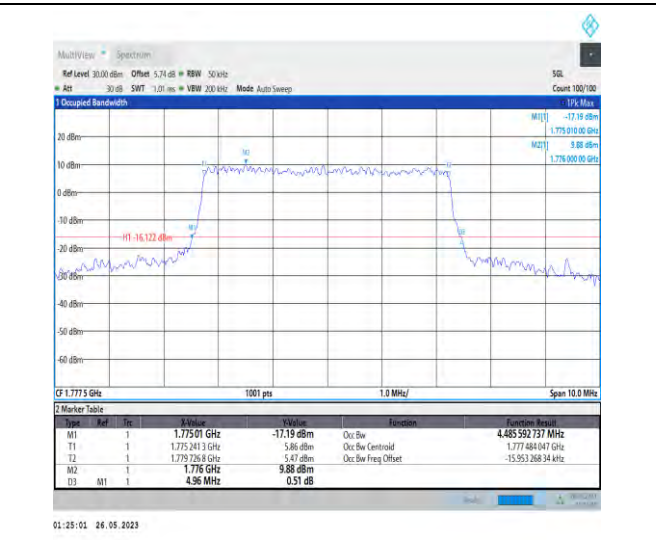 MultiView Spectrum
Ref Level 30.00 dBm Offset 5.74 dB RBW 50 kHz SGL
Att 30 dB SWT 1.01 ms VBW 200 kHz Mode Auto Sweep Count 100/100
1 Occupied Bandwidth 1Pk Max
M1[1] -17.19 dBm
1.775 010 00 GHz
M2[1] 9.88 dBm
1.776 000 00 GHz
20 dBm
10 dBm
0 dBm
-10 dBm
-20 dBm
-30 dBm
-40 dBm
-50 dBm
-60 dBm
M2
T1
T2
M1
H1 -16.122 dBm
CF 1.777 5 GHz 1001 pts 1.0 MHz/ Span 10.0 MHz
2 Marker Table
Type Ref Trc X-Value Y-Value Function Function Result
M1 1 1.77501 GHz -17.19 dBm Occ Bw 4.485 592 737 MHz
T1 1 1.775 241 3 GHz 5.86 dBm Occ Bw Centroid 1.777 484 047 GHz
T2 1 1.779 726 8 GHz 5.47 dBm Occ Bw Freq Offset -15.953 268 34 kHz
M2 1 1.776 GHz 9.88 dBm
D3 M1 1 4.96 MHz 0.51 dB
01:25:01 26.05.2023